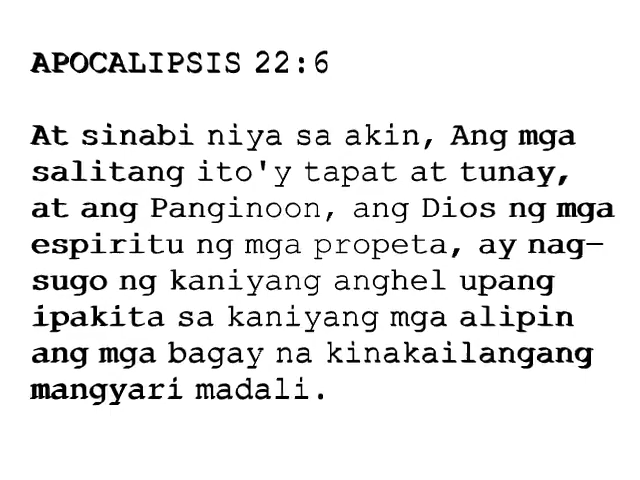 APOCALIPSIS 22:6
At sinabi niya sa akin, Ang mga
salitang ito'y tapat at tunay,
at ang Panginoon, ang Dios ng mga
espiritu ng mga propeta, ay nag-
sugo ng kaniyang anghel upang
ipakita sa kaniyang mga alipin
ang mga bagay na kinakailangang
mangyari madali.